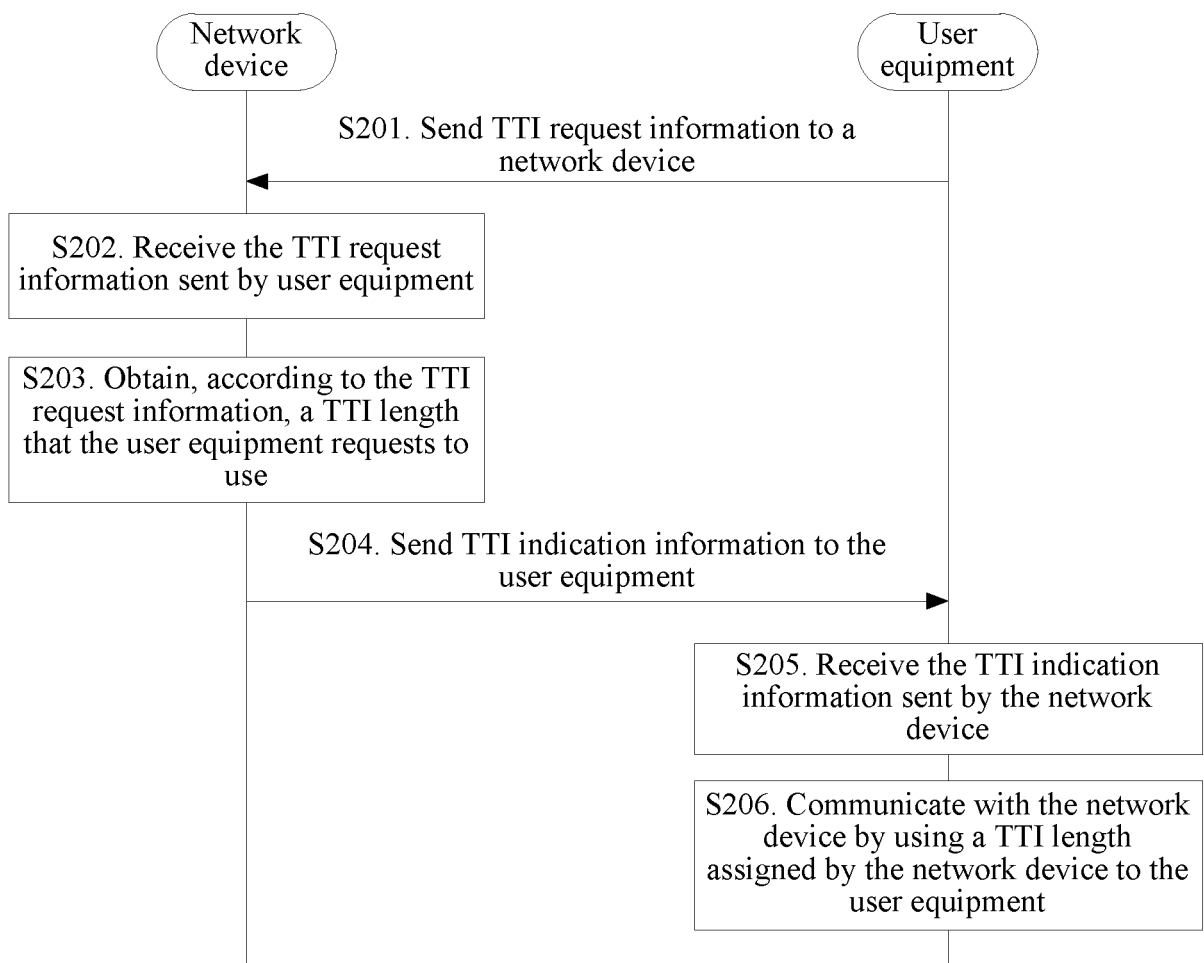 Network
device
User
equipment
S201. Send TTI request information to a
network device
S202. Receive the TTI request
information sent by user equipment
S203. Obtain, according to the TTI
request information, a TTI length
that the user equipment requests to
use
S204. Send TTI indication information to the
user equipment
S205. Receive the TTI indication
information sent by the network
device
S206. Communicate with the network
device by using a TTI length
assigned by the network device to the
user equipment